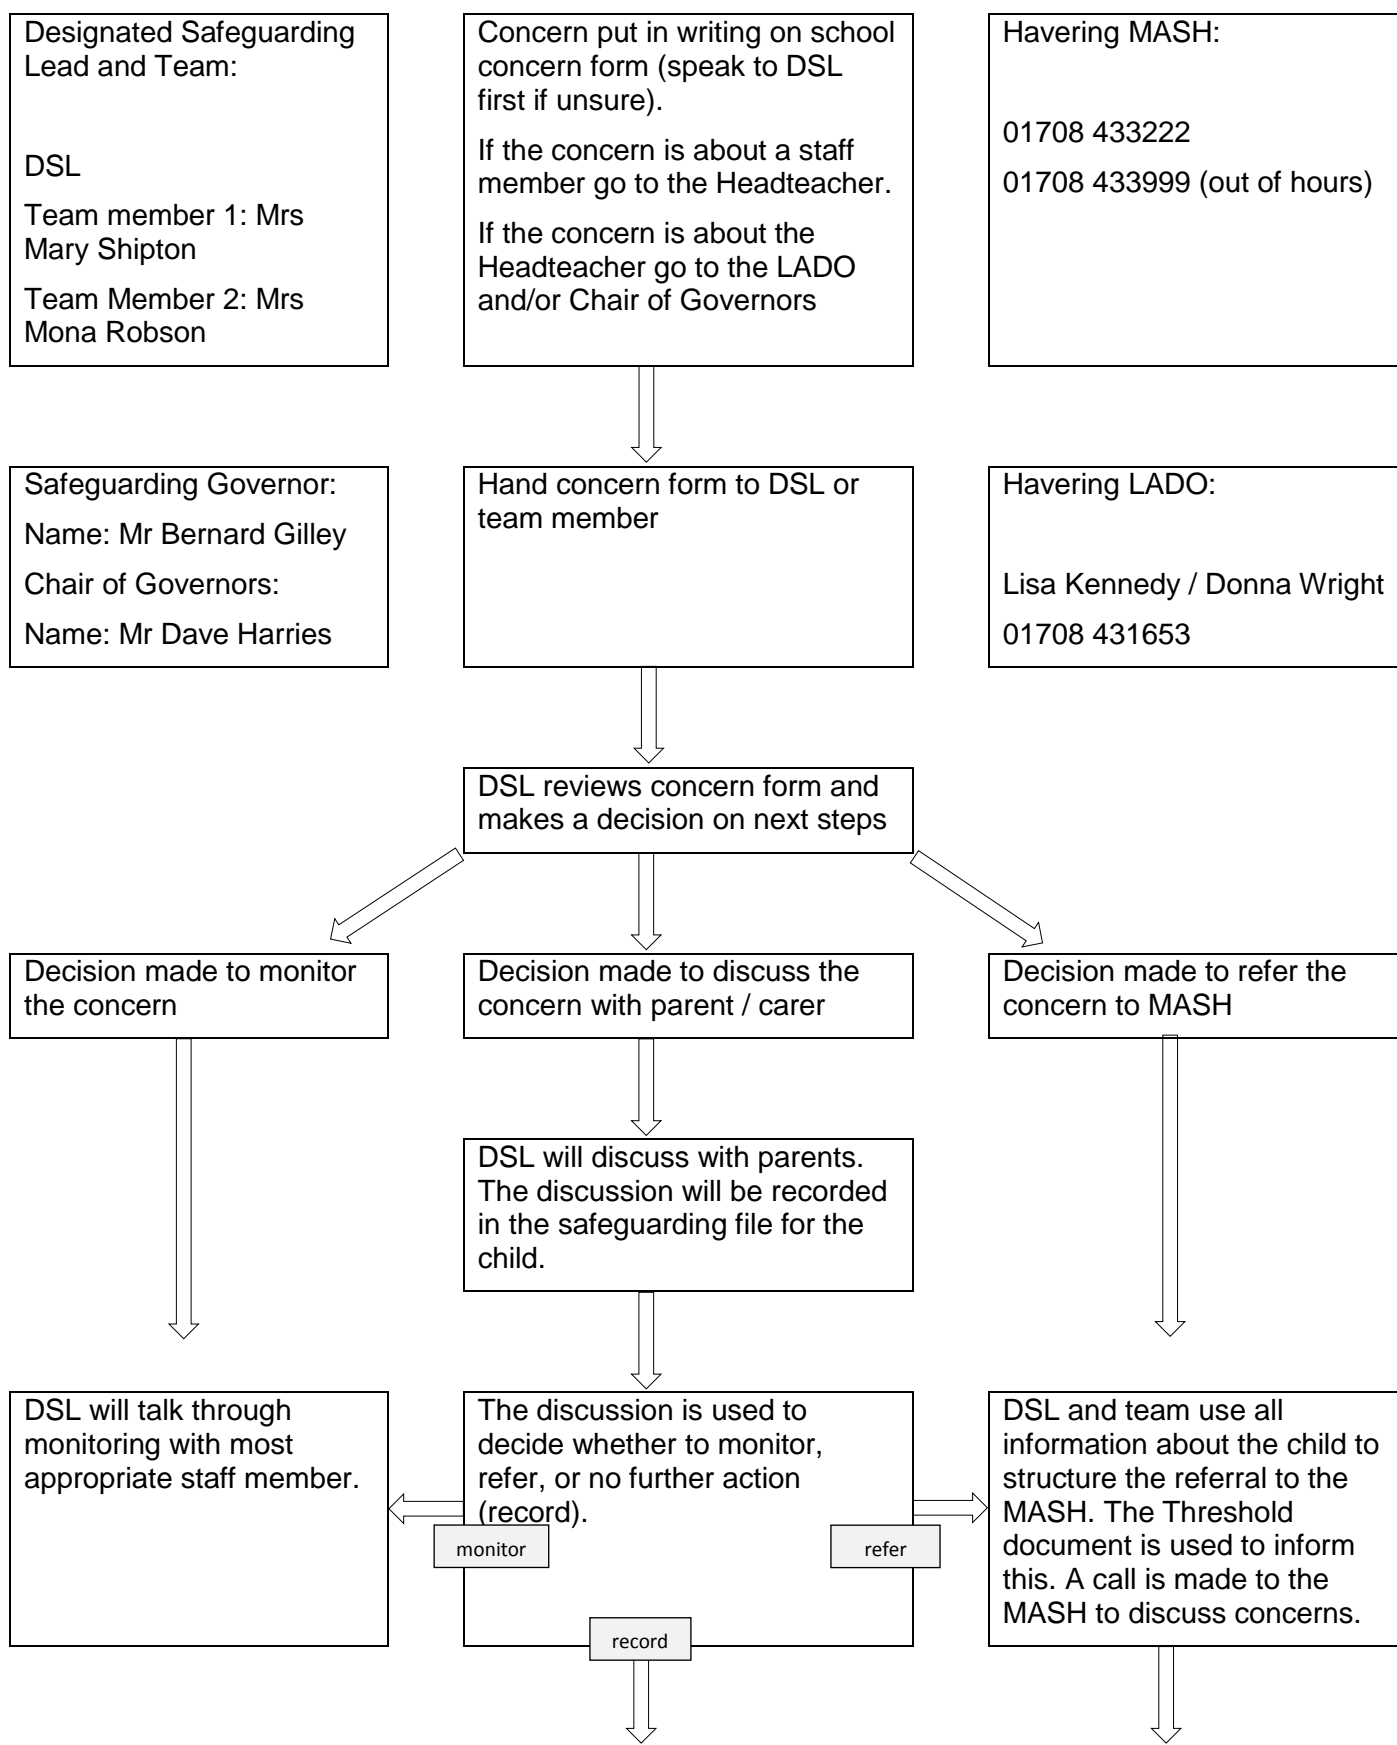 Designated Safeguarding
Lead and Team:
DSL
Team member 1: Mrs
Mary Shipton
Team Member 2: Mrs
Mona Robson
Concern put in writing on school
concern form (speak to DSL
first if unsure).
If the concern is about a staff
member go to the Headteacher.
If the concern is about the
Headteacher go to the LADO
and/or Chair of Governors
Havering MASH:
01708 433222
01708 433999 (out of hours)
Safeguarding Governor:
Name: Mr Bernard Gilley
Chair of Governors:
Name: Mr Dave Harries
Hand concern form to DSL or
team member
Havering LADO:
Lisa Kennedy / Donna Wright
01708 431653
DSL reviews concern form and
makes a decision on next steps
Decision made to monitor
the concern
Decision made to discuss the
concern with parent / carer
Decision made to refer the
concern to MASH
DSL will discuss with parents.
The discussion will be recorded
in the safeguarding file for the
child.
DSL will talk through
monitoring with most
appropriate staff member.
The discussion is used to
decide whether to monitor,
refer, or no further action
(record).
monitor
refer
record
DSL and team use all
information about the child to
structure the referral to the
MASH. The Threshold
document is used to inform
this. A call is made to the
MASH to discuss concerns.